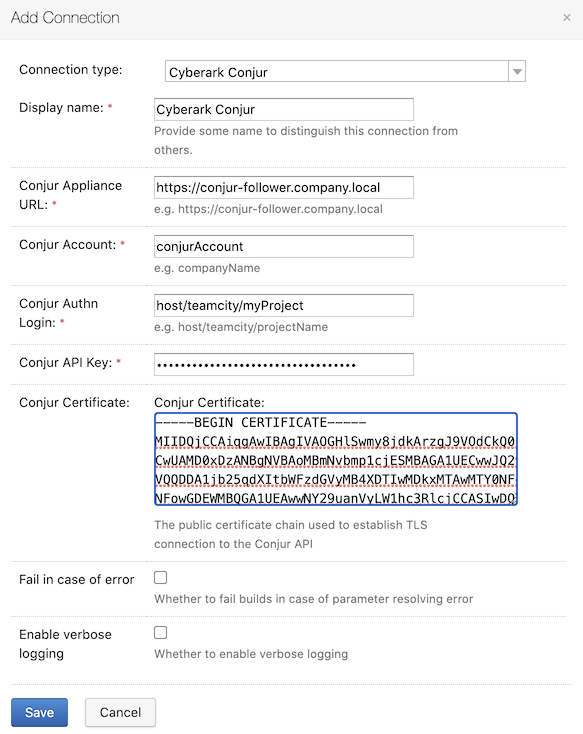 Add Connection
×
Connection type:
Cyberark Conjur
Display name: *
Cyberark Conjur
Provide some name to distinguish this connection from
others.
Conjur Appliance
URL: *
https://conjur-follower.company.local
e.g. https://conjur-follower.company.local
Conjur Account: *
conjurAccount
e.g. companyName
Conjur Authn
Login: *
host/teamcity/myProject
e.g. host/teamcity/projectName
Conjur API Key: *
••••••••••••••••••••••••••••••••••
Conjur Certificate:
Conjur Certificate:
-----BEGIN CERTIFICATE-----
MIIDQjCCAiqgAwIBAgIVAOGHlSwmy8jdkArzgJ9VOdCkQ0
CwUAMD0xDzANBgNVBAoMBmNvbmp1cjESMBAGA1UECwwJQ2
VQQDDA1jb25qdXItbWFzdGVyMB4XDTIwMDkxMTAwMTY0NF
NFowGDEWMBQGA1UEAwwNY29uanVyLW1hc3RlcjCCASIwDQ
The public certificate chain used to establish TLS
connection to the Conjur API
Fail in case of error
Whether to fail builds in case of parameter resolving error
Enable verbose
logging
Whether to enable verbose logging
Save
Cancel